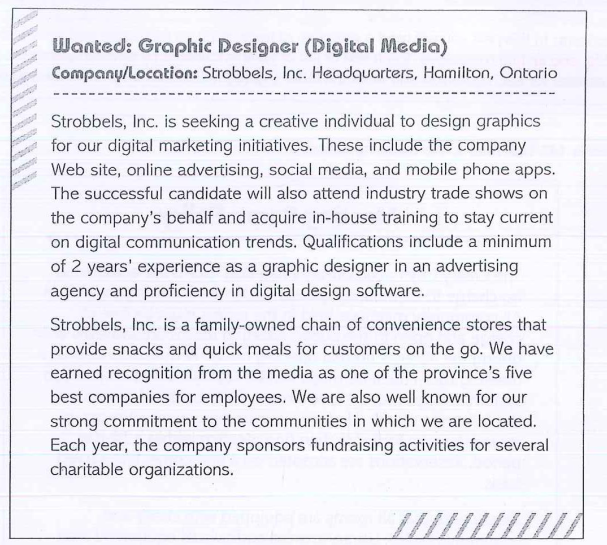 Wanted: Graphic Designer (Digital Media)
Company/Location: Strobbels, Inc. Headquarters, Hamilton, Ontario
Strobbels, Inc. is seeking a creative individual to design graphics
for our digital marketing initiatives. These include the company
Web site, online advertising, social media, and mobile phone apps.
The successful candidate will also attend industry trade shows on
the company's behalf and acquire in-house training to stay current
on digital communication trends. Qualifications include a minimum
of 2 years' experience as a graphic designer in an advertising
agency and proficiency in digital design software.
Strobbels, Inc. is a family-owned chain of convenience stores that
provide snacks and quick meals for customers on the go. We have
earned recognition from the media as one of the province's five
best companies for employees. We are also well known for our
strong commitment to the communities in which we are located.
Each year, the company sponsors fundraising activities for several
charitable organizations.